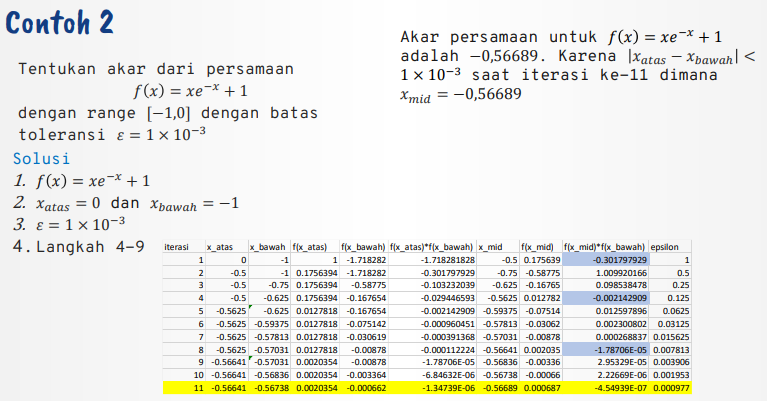 Contoh 2
Tentukan akar dari persamaan
f(x) = xe⁻ˣ + 1
dengan range [−1,0] dengan batas
toleransi ε = 1 × 10⁻³
Solusi
1. f(x) = xe⁻ˣ + 1
2. x_atas = 0 dan x_bawah = −1
3. ε = 1 × 10⁻³
4. Langkah 4-9
Akar persamaan untuk f(x) = xe⁻ˣ + 1
adalah −0,56689. Karena |x_atas − x_bawah| <
1 × 10⁻³ saat iterasi ke-11 dimana
x_mid = −0,56689
iterasi x_atas x_bawah f(x_atas) f(x_bawah) f(x_atas)*f(x_bawah) x_mid f(x_mid) f(x_mid)*f(x_bawah) epsilon
1 0 -1 1 -1.718282 -1.718281828 -0.5 0.175639 -0.301797929 1
2 -0.5 -1 0.1756394 -1.718282 -0.301797929 -0.75 -0.58775 1.009920166 0.5
3 -0.5 -0.75 0.1756394 -0.58775 -0.103232039 -0.625 -0.16765 0.098538478 0.25
4 -0.5 -0.625 0.1756394 -0.167654 -0.029446593 -0.5625 0.012782 -0.002142909 0.125
5 -0.5625 -0.625 0.0127818 -0.167654 -0.002142909 -0.59375 -0.07514 0.012597896 0.0625
6 -0.5625 -0.59375 0.0127818 -0.075142 -0.000960451 -0.57813 -0.03062 0.002300802 0.03125
7 -0.5625 -0.57813 0.0127818 -0.030619 -0.000391368 -0.57031 -0.00878 0.000268837 0.015625
8 -0.5625 -0.57031 0.0127818 -0.00878 -0.000112224 -0.56641 0.002035 -1.78706E-05 0.007813
9 -0.56641 -0.57031 0.0020354 -0.00878 -1.78706E-05 -0.56836 -0.00336 2.95329E-05 0.003906
10 -0.56641 -0.56836 0.0020354 -0.003364 -6.84632E-06 -0.56738 -0.00066 2.22669E-06 0.001953
11 -0.56641 -0.56738 0.0020354 -0.000662 -1.34739E-06 -0.56689 0.000687 -4.54939E-07 0.000977